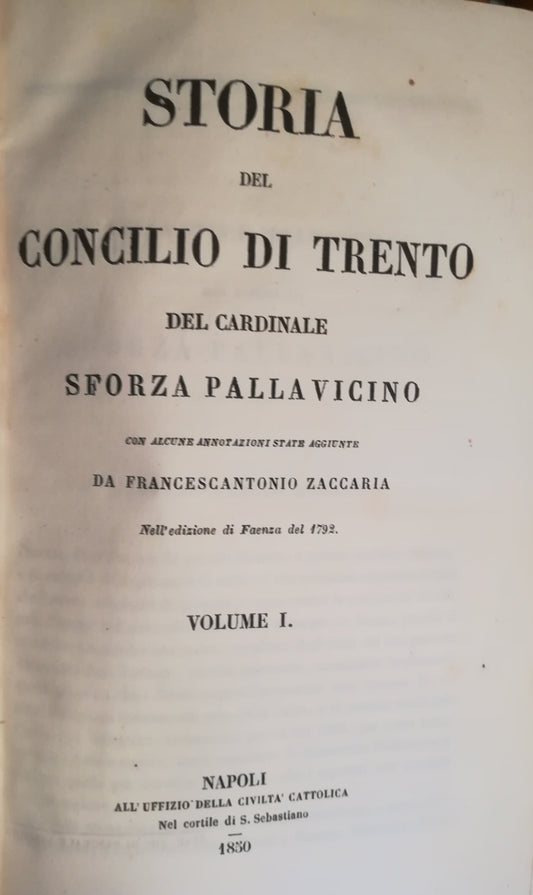 STORIA
DEL
CONCILIO DI TRENTO
DEL CARDINALE
SFORZA PALLAVICINO
CON ALCUNE ANNOTAZIONI STATE AGGIUNTE
DA FRANCESCANTONIO ZACCARIA
Nell'edizione di Faenza del 1792.
VOLUME I.
NAPOLI
ALL' UFFIZIO DELLA CIVILTA' CATTOLICA
Nel cortile di S. Sebastiano
1850